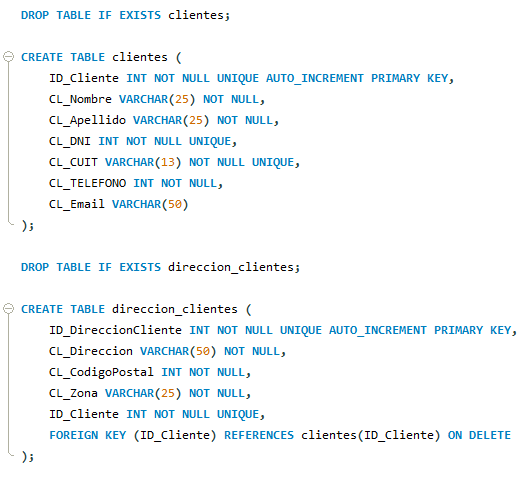 DROP TABLE IF EXISTS clientes;
CREATE TABLE clientes (
ID_Cliente INT NOT NULL UNIQUE AUTO_INCREMENT PRIMARY KEY,
CL_Nombre VARCHAR(25) NOT NULL,
CL_Apellido VARCHAR(25) NOT NULL,
CL_DNI INT NOT NULL UNIQUE,
CL_CUIT VARCHAR(13) NOT NULL UNIQUE,
CL_TELEFONO INT NOT NULL,
CL_Email VARCHAR(50)
);
DROP TABLE IF EXISTS direccion_clientes;
CREATE TABLE direccion_clientes (
ID_DireccionCliente INT NOT NULL UNIQUE AUTO_INCREMENT PRIMARY KEY,
CL_Direccion VARCHAR(50) NOT NULL,
CL_CodigoPostal INT NOT NULL,
CL_Zona VARCHAR(25) NOT NULL,
ID_Cliente INT NOT NULL UNIQUE,
FOREIGN KEY (ID_Cliente) REFERENCES clientes(ID_Cliente) ON DELETE
);